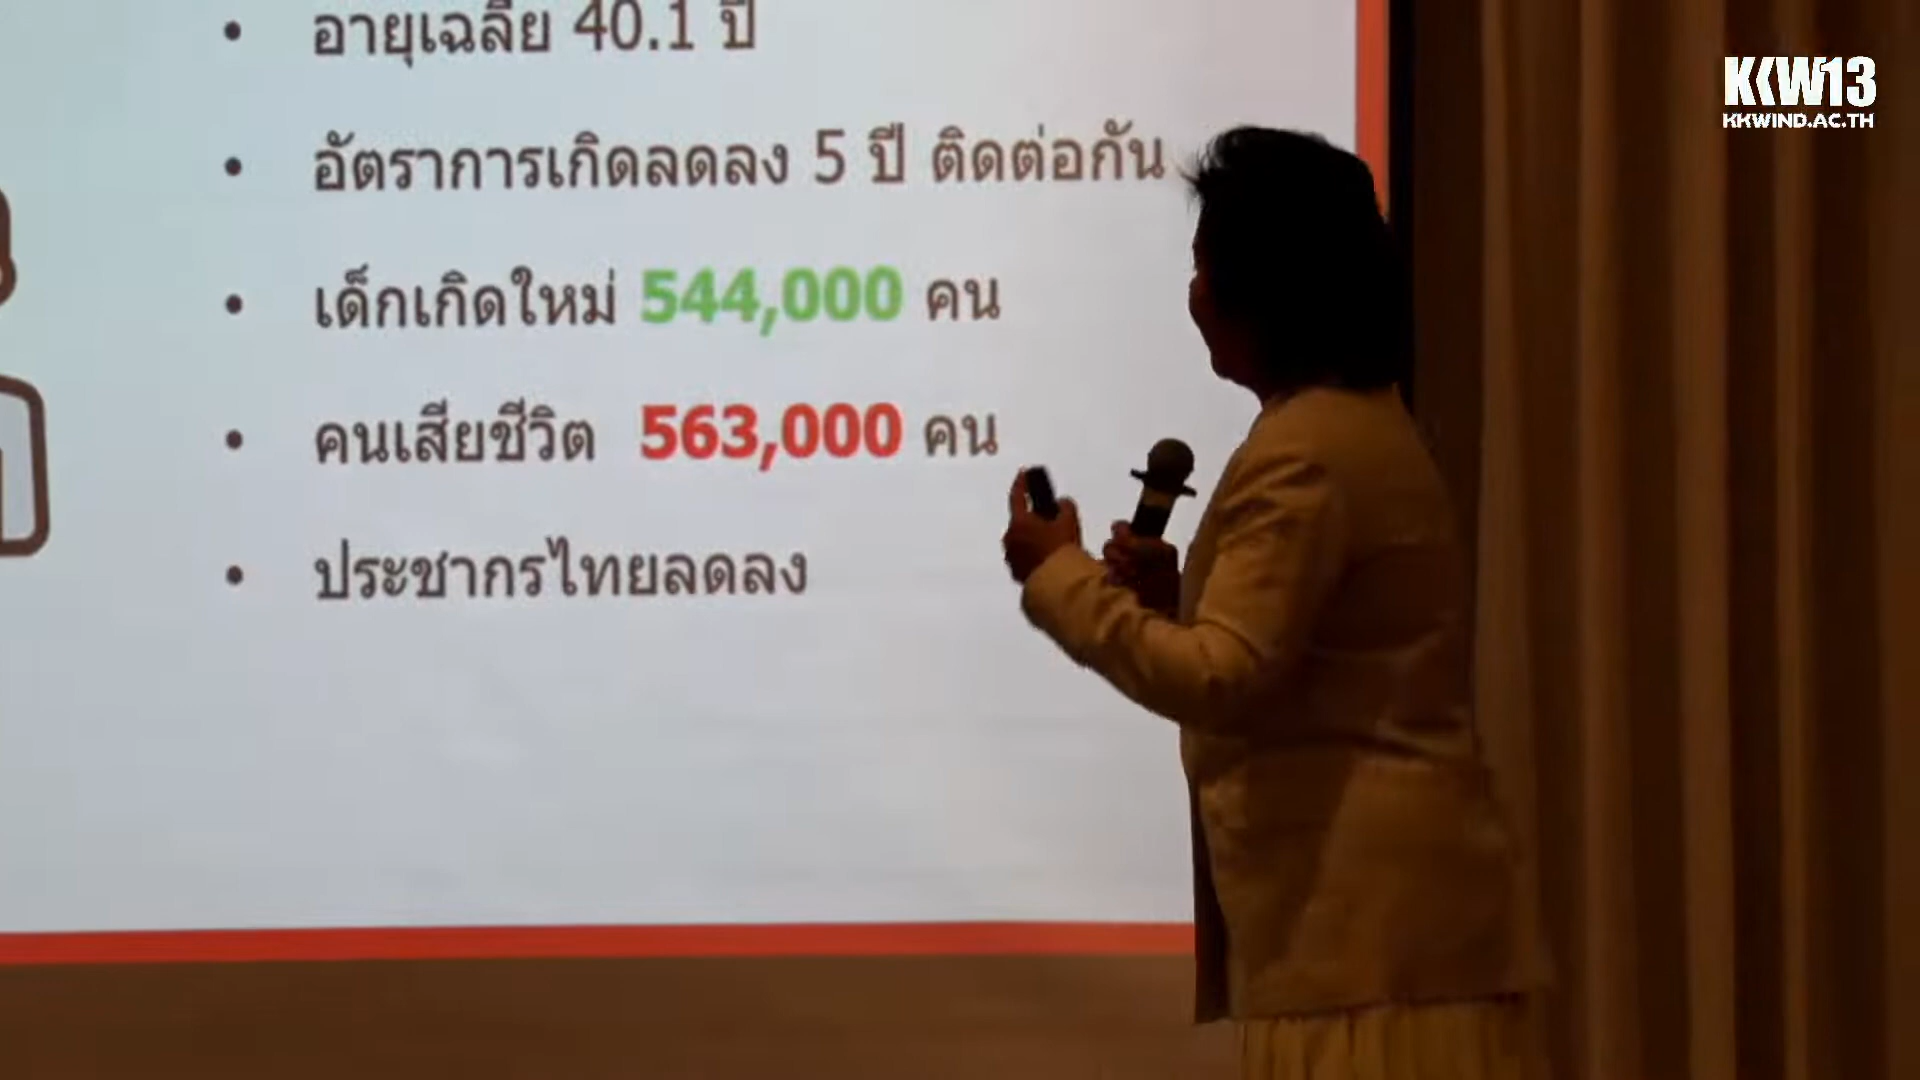 • อายุเฉลี่ย 40.1 ปี
• อัตราการเกิดลดลง 5 ปี ติดต่อกัน
• เด็กเกิดใหม่ 544,000 คน
• คนเสียชีวิต 563,000 คน
• ประชากรไทยลดลง
KKW13
KKWIND.AC.TH